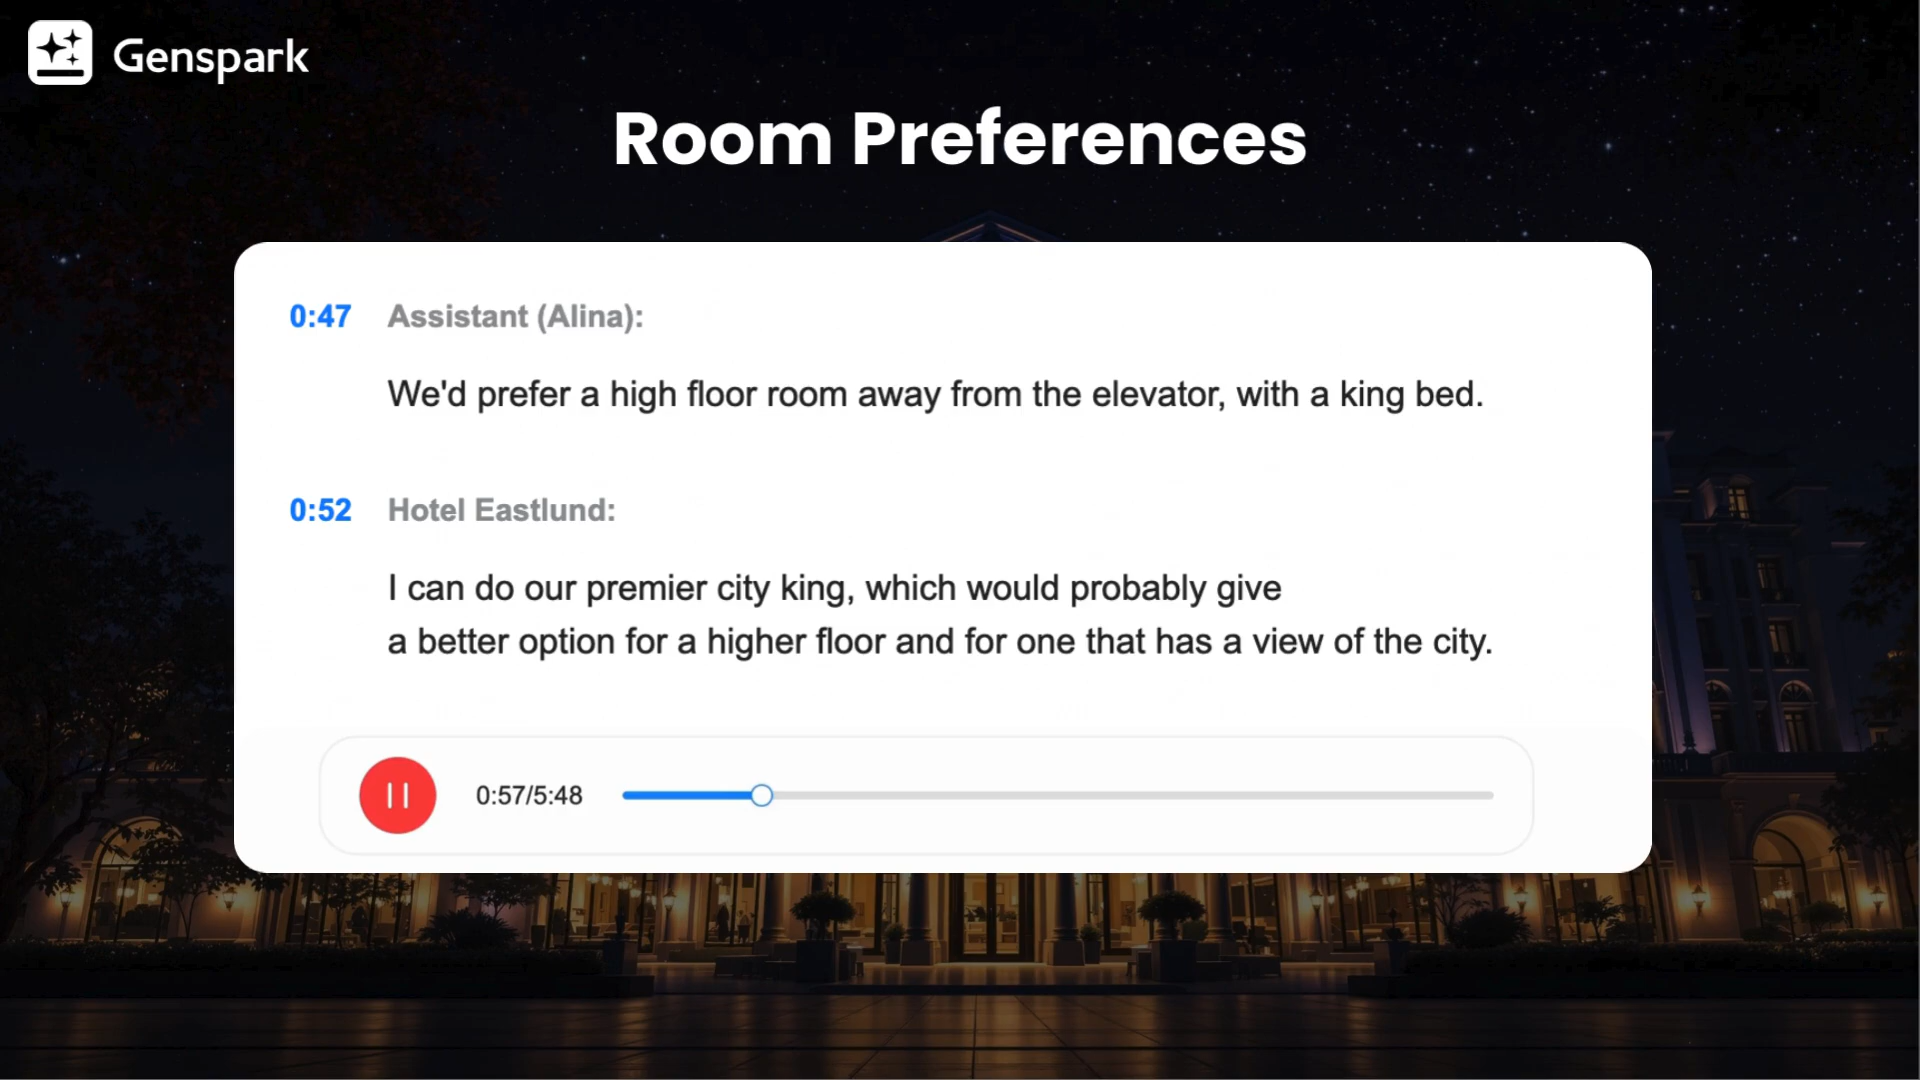 Genspark
Room Preferences
0:47 Assistant (Alina):
We'd prefer a high floor room away from the elevator, with a king bed.
0:52 Hotel Eastlund:
I can do our premier city king, which would probably give
a better option for a higher floor and for one that has a view of the city.
0:57/5:48